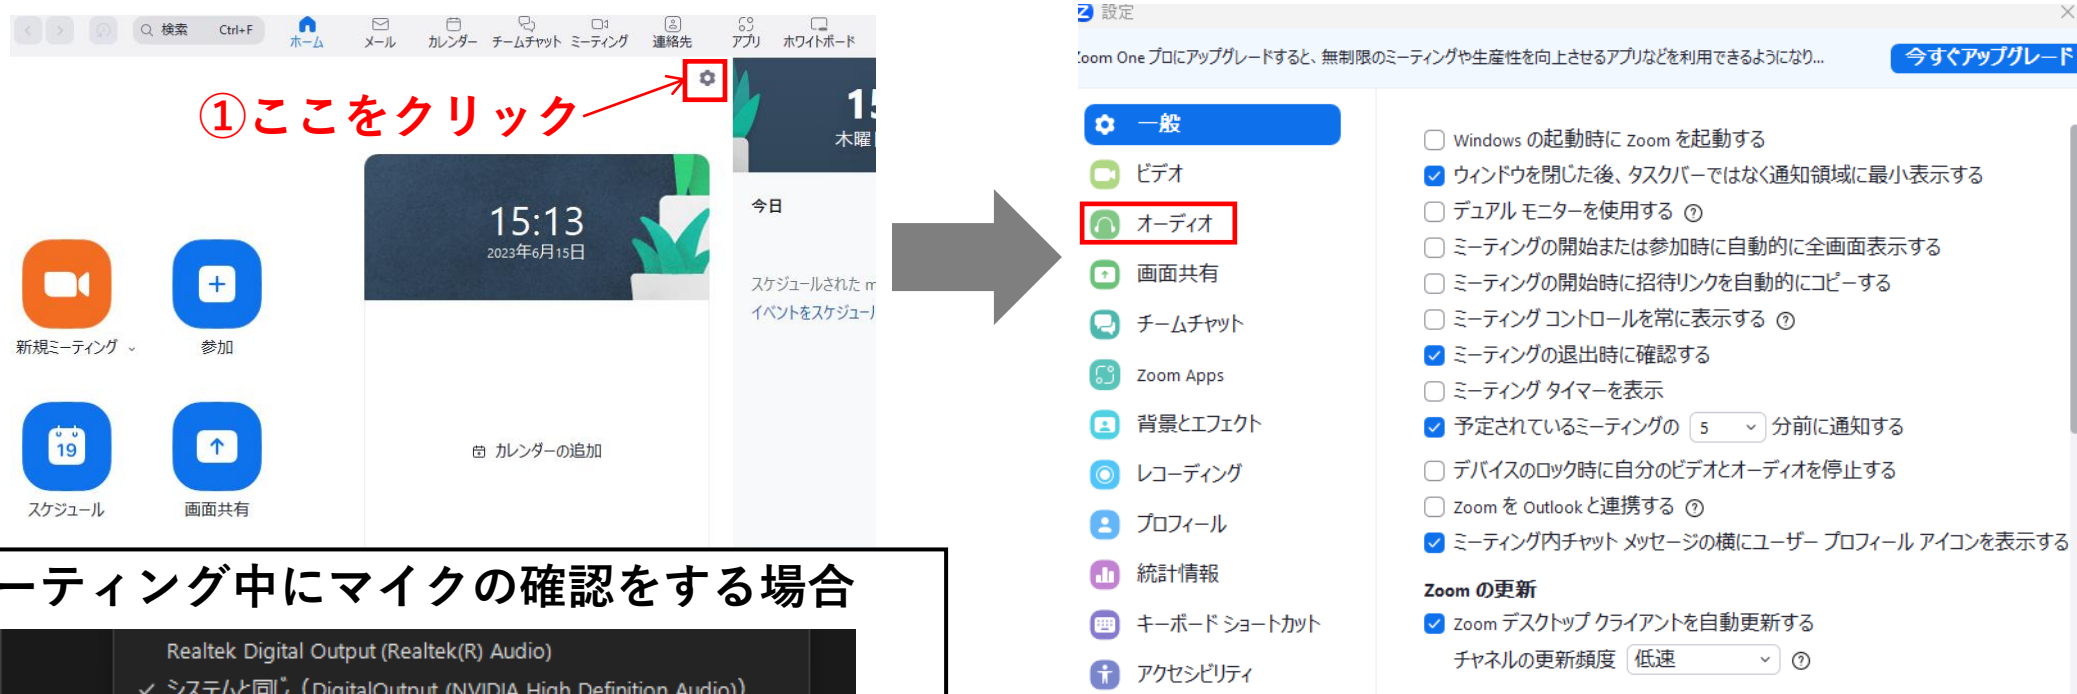 検索 Ctrl+F
ホーム
メール
カレンダー
チームチャット
ミーティング
連絡先
アプリ
ホワイトボード
①ここをクリック
木曜
15:13
2023年6月15日
今日
スケジュールされた
イベントをスケジュー
新規ミーティング
参加
19
スケジュール
画面共有
カレンダーの追加
ーティング中にマイクの確認をする場合
Realtek Digital Output (Realtek(R) Audio)
✓ システムと同じ (DigitalOutput (NVIDIA High Definition Audio))
設定
Zoom One プロにアップグレードすると、無制限のミーティングや生産性を向上させるアプリなどを利用できるようになり...
今すぐアップグレード
一般
ビデオ
オーディオ
画面共有
チームチャット
Zoom Apps
背景とエフェクト
レコーディング
プロフィール
統計情報
キーボード ショートカット
アクセシビリティ
Windows の起動時に Zoom を起動する
ウィンドウを閉じた後、タスクバーではなく通知領域に最小表示する
デュアル モニターを使用する
ミーティングの開始または参加時に自動的に全画面表示する
ミーティングの開始時に招待リンクを自動的にコピーする
ミーティング コントロールを常に表示する
ミーティングの退出時に確認する
ミーティング タイマーを表示
予定されているミーティングの 5 分前に通知する
デバイスのロック時に自分のビデオとオーディオを停止する
Zoom を Outlook と連携する
ミーティング内チャット メッセージの横にユーザー プロフィール アイコンを表示する
Zoom の更新
Zoom デスクトップ クライアントを自動更新する
チャネルの更新頻度 低速